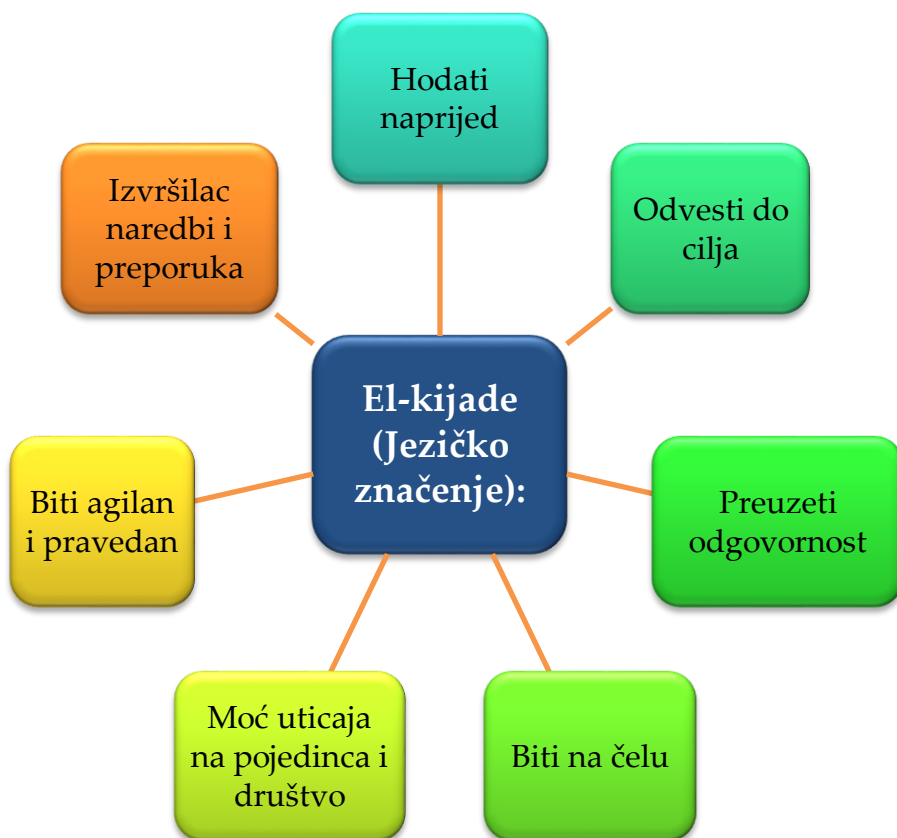 Hodati
naprijed
Odvesti do
cilja
Preuzeti
odgovornost
Biti na čelu
Moć uticaja
na pojedinca i
društvo
Biti agilan
i pravedan
Izvršilac
naredbi i
preporuka
El-kijade
(Jezičko
značenje):